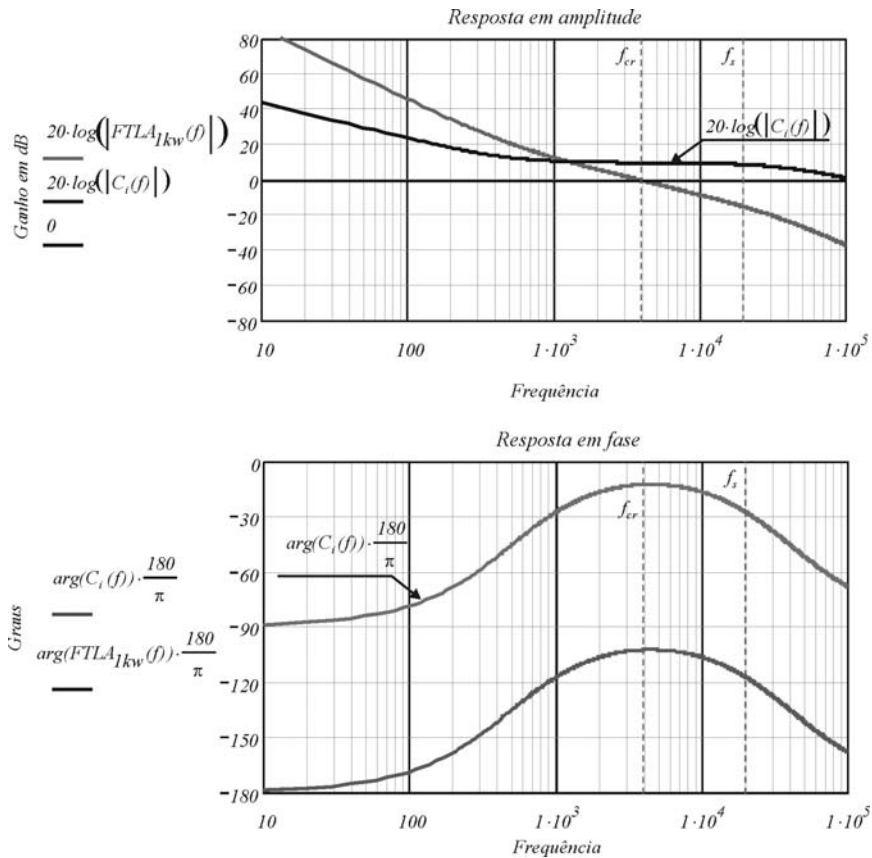 Resposta em amplitude
80
60
40
20
0
−20
−40
−60
−80
Ganho em dB
20·log(|FTLA1kw(f)|)
20·log(|Ci(f)|)
0
fcr
fs
20·log(|Ci(f)|)
10
100
1·10³
1·10⁴
1·10⁵
Frequência
Resposta em fase
0
−30
−60
−90
−120
−150
−180
Graus
arg(Ci(f))·180/π
arg(FTLA1kw(f))·180/π
arg(Ci(f))·180/π
fcr
fs
10
100
1·10³
1·10⁴
1·10⁵
Frequência